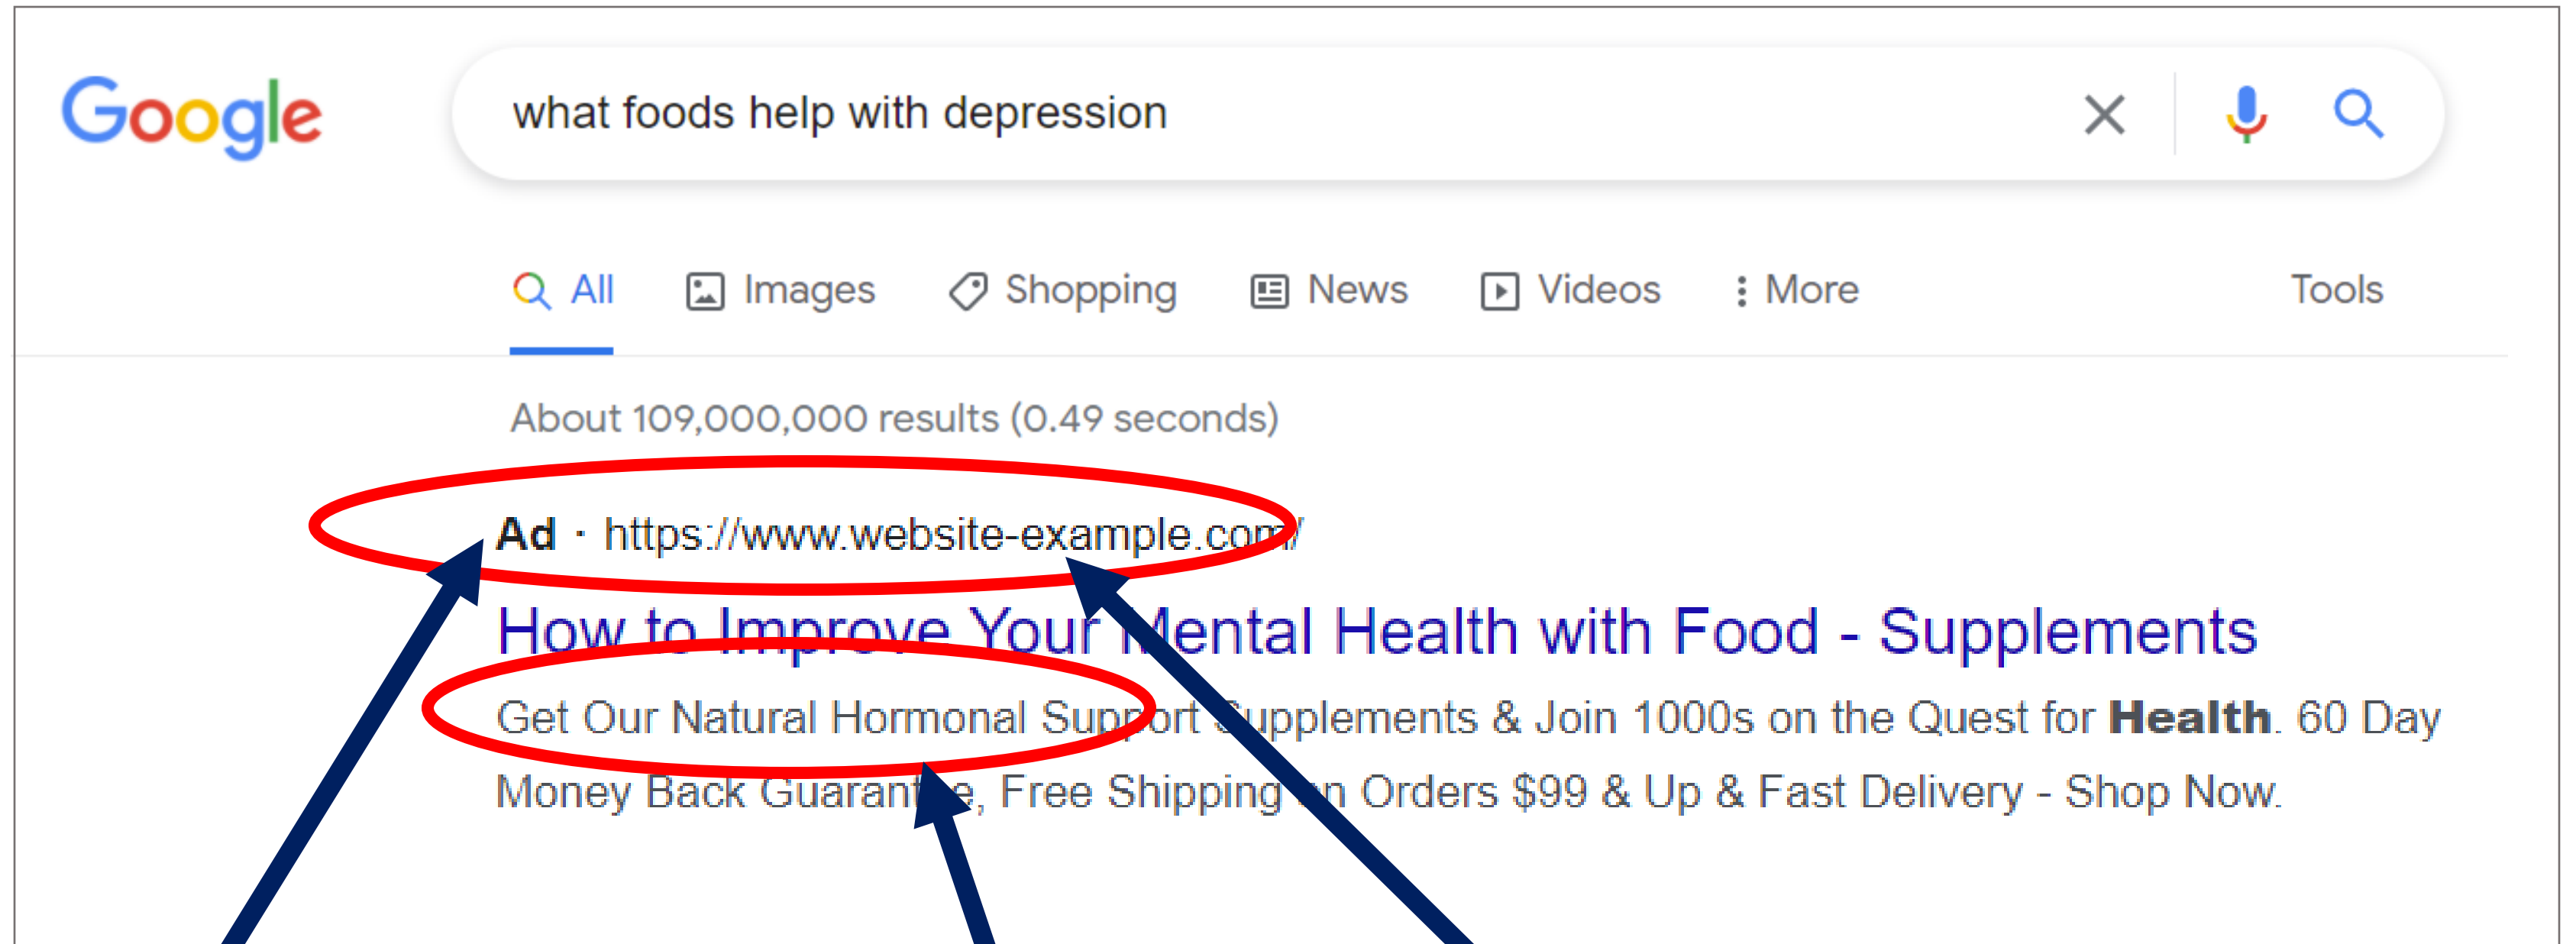 Google
what foods help with depression
All Images Shopping News Videos More Tools
About 109,000,000 results (0.49 seconds)
Ad · https://www.website-example.com/
How to Improve Your Mental Health with Food - Supplements
Get Our Natural Hormonal Support Supplements & Join 1000s on the Quest for Health. 60 Day
Money Back Guarantee, Free Shipping on Orders $99 & Up & Fast Delivery - Shop Now.